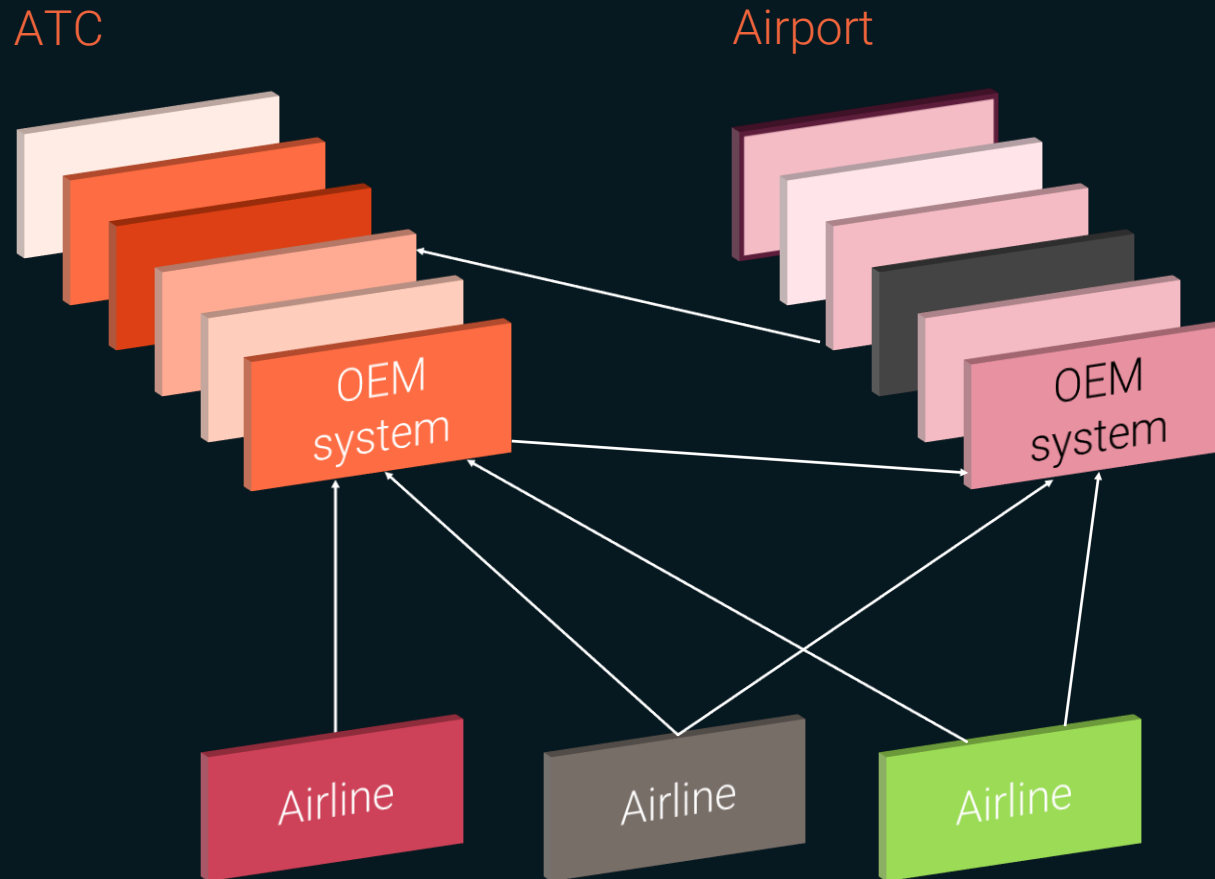 ATC
Airport
OEM
system
OEM
system
Airline
Airline
Airline